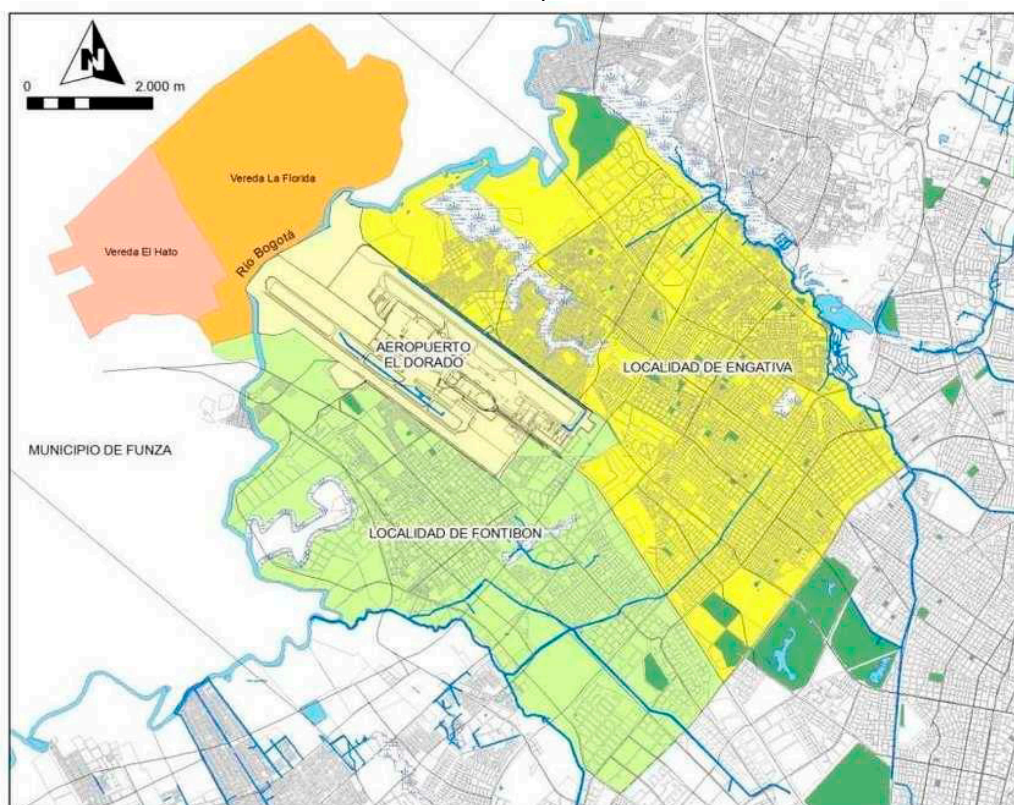 N
0 2.000 m
Vereda La Florida
Vereda El Hato
Río Bogotá
AEROPUERTO
EL DORADO
LOCALIDAD DE ENGATIVA
MUNICIPIO DE FUNZA
LOCALIDAD DE FONTIBON